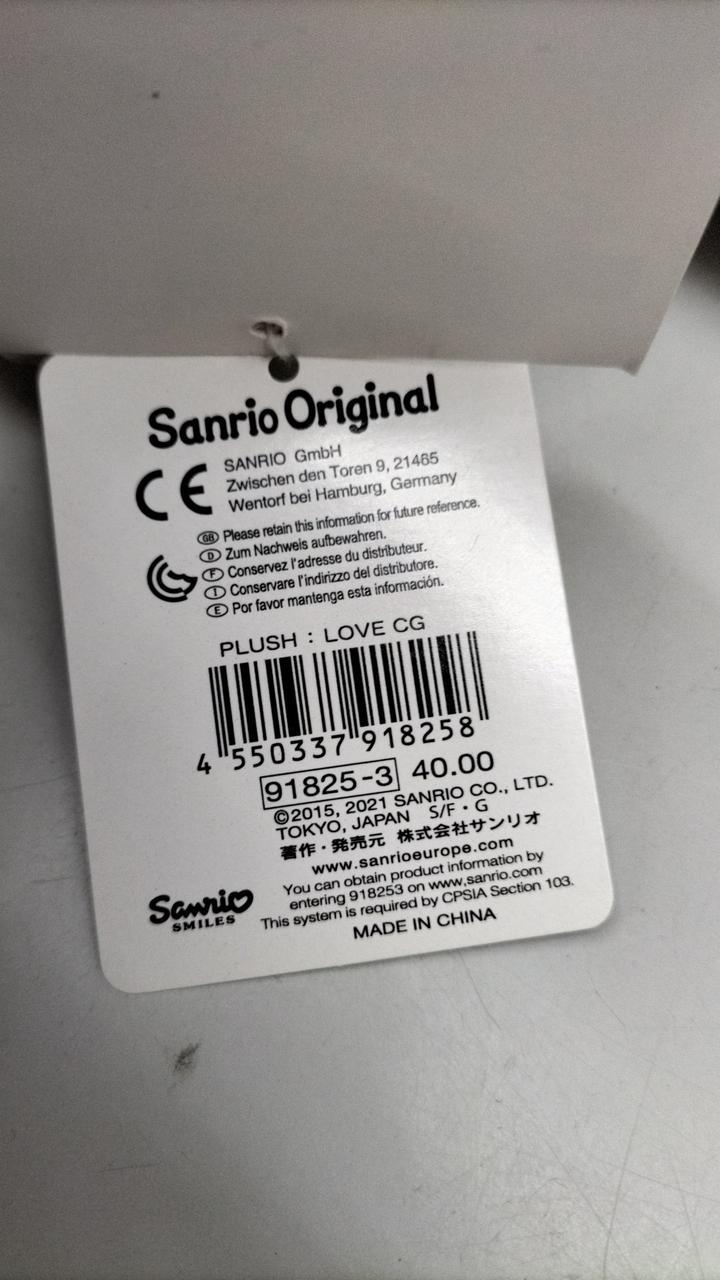 Sanrio Original
CE
SANRIO GmbH
Zwischen den Toren 9, 21465
Wentorf bei Hamburg, Germany
GB Please retain this information for future reference.
D Zum Nachweis aufbewahren.
F Conservez l'adresse du distributeur.
I Conservare l'indirizzo del distributore.
E Por favor mantenga esta información.
PLUSH : LOVE CG
4 550337 918258
91825-3 40.00
©2015, 2021 SANRIO CO., LTD.
TOKYO, JAPAN S/F・G
著作・発売元 株式会社サンリオ
www.sanrioeurope.com
You can obtain product information by
entering 918253 on www,sanrio.com
This system is required by CPSIA Section 103.
Sanrio
SMILES
MADE IN CHINA